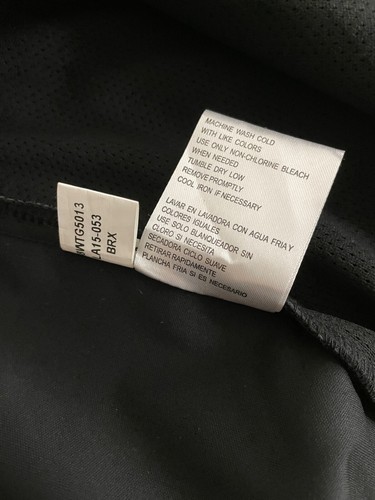 MACHINE WASH COLD
WITH LIKE COLORS
USE ONLY NON-CHLORINE BLEACH
WHEN NEEDED
TUMBLE DRY LOW
REMOVE PROMPTLY
COOL IRON IF NECESSARY
LAVAR EN LAVADORA CON AGUA FRIA Y
COLORES IGUALES
USE SOLO BLANQUEADOR SIN
CLORO SI NECESITA
SECADORA CICLO SUAVE
RETIRAR RAPIDAMENTE
PLANCHA FRIA SI ES NECESARIO
LA15-053
BRX